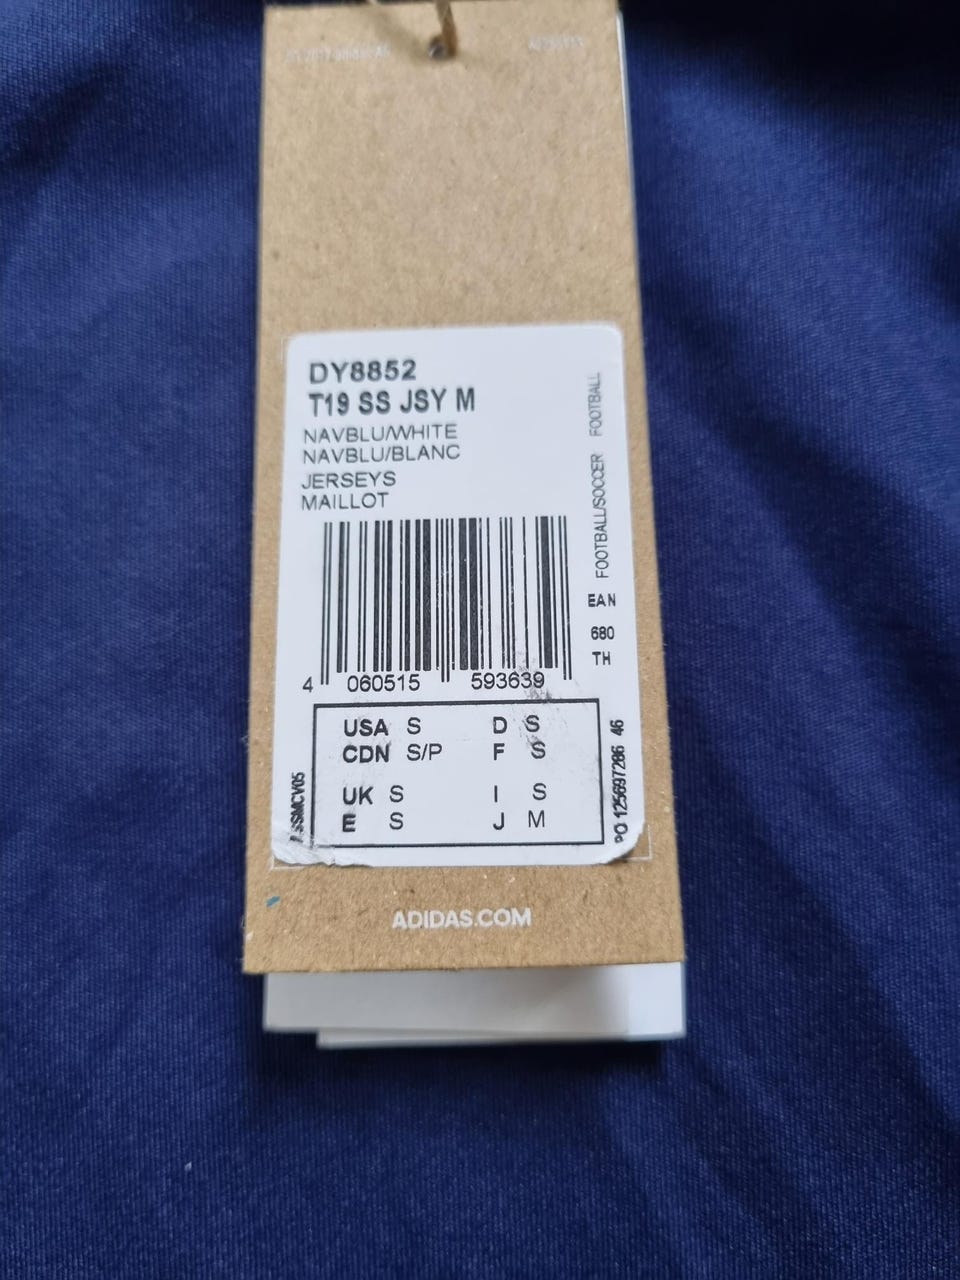 DY8852
T19 SS JSY M
NAVBLU/WHITE
NAVBLU/BLANC
JERSEYS
MAILLOT
FOOTBALL/SOCCER FOOTBALL
EAN
680
TH
4 060515 593639
USA S D S
CDN S/P F S
UK S I S
E S J M
PO 125697286 46
ADIDAS.COM